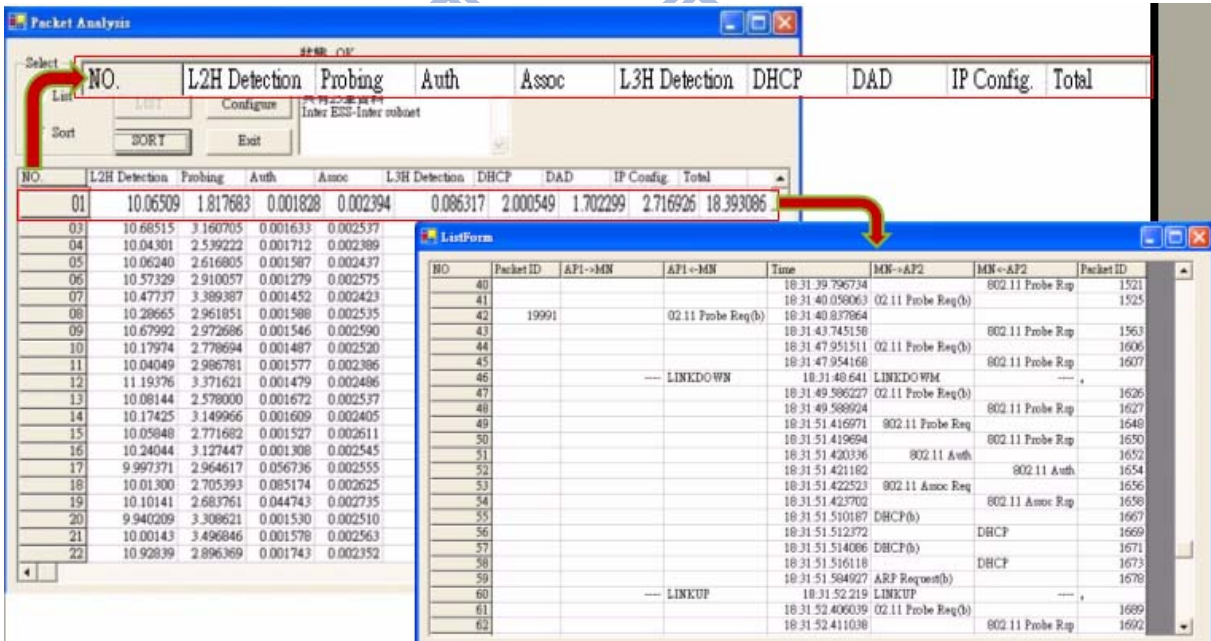 Packet Analysis
狀態 OK
Select
NO. L2H Detection Probing Auth Assoc L3H Detection DHCP DAD IP Config. Total
List LIST Configure
Inter ESS-Inter subnet
Sort SORT Exit
NO. L2H Detection Probing Auth Assoc L3H Detection DHCP DAD IP Config. Total
01 10.06509 1.817683 0.001828 0.002394 0.086317 2.000549 1.702299 2.716926 18.393086
03 10.68515 3.160705 0.001633 0.002537
04 10.04301 2.539222 0.001712 0.002389
05 10.06240 2.616805 0.001587 0.002437
06 10.57329 2.910057 0.001279 0.002575
07 10.47737 3.389387 0.001452 0.002423
08 10.28665 2.961851 0.001588 0.002535
09 10.67992 2.972686 0.001546 0.002590
10 10.17974 2.778694 0.001487 0.002520
11 10.04049 2.986781 0.001577 0.002386
12 11.19376 3.371621 0.001479 0.002486
13 10.08144 2.578000 0.001672 0.002537
14 10.17425 3.149966 0.001609 0.002405
15 10.05848 2.771682 0.001527 0.002611
16 10.24044 3.127447 0.001308 0.002545
17 9.997371 2.964617 0.056736 0.002555
18 10.01300 2.705393 0.085174 0.002625
19 10.10141 2.683761 0.044743 0.002735
20 9.940209 3.308621 0.001530 0.002510
21 10.00143 3.496846 0.001578 0.002563
22 10.92839 2.896369 0.001743 0.002352
ListForm
NO Packet ID AP1->MN AP1<-MN Time MN->AP2 MN<-AP2 Packet ID
40 18:31:39.796734 802.11 Probe Rsp 1521
41 18:31:40.058063 02.11 Probe Req(b) 1525
42 19991 02.11 Probe Req(b) 18:31:40.837864
43 18:31:43.745158 802.11 Probe Rsp 1563
44 18:31:47.951511 02.11 Probe Req(b) 1606
45 18:31:47.954168 802.11 Probe Rsp 1607
46 ---- LINKDOWN 18:31:48.641 LINKDOWM ---- ,
47 18:31:49.586227 02.11 Probe Req(b) 1626
48 18:31:49.588924 802.11 Probe Rsp 1627
49 18:31:51.416971 802.11 Probe Req 1648
50 18:31:51.419694 802.11 Probe Rsp 1650
51 18:31:51.420336 802.11 Auth 1652
52 18:31:51.421182 802.11 Auth 1654
53 18:31:51.422523 802.11 Assoc Req 1656
54 18:31:51.423702 802.11 Assoc Rsp 1658
55 18:31:51.510187 DHCP(b) 1667
56 18:31:51.512372 DHCP 1669
57 18:31:51.514086 DHCP(b) 1671
58 18:31:51.516118 DHCP 1673
59 18:31:51.584927 ARP Request(b) 1678
60 ---- LINKUP 18:31:52.219 LINKUP ---- ,
61 18:31:52.406039 02.11 Probe Req(b) 1689
62 18:31:52.411038 802.11 Probe Rsp 1692